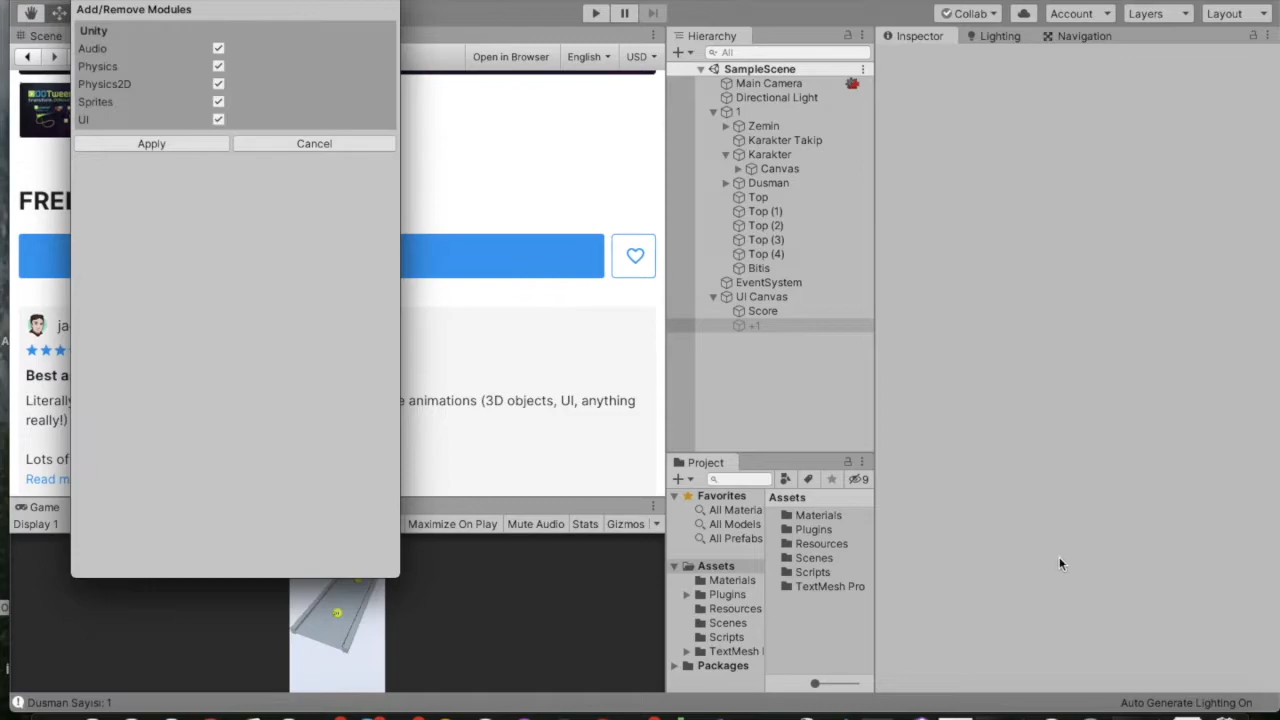 Add/Remove Modules
Unity
Audio
Physics
Physics2D
Sprites
UI
Apply
Cancel
Collab
Account
Layers
Layout
Scene
Open in Browser
English
USD
FREE
ja
Best a
Literally
e animations (3D objects, UI, anything
really!)
Lots of
Read m
Game
Display 1
Maximize On Play
Mute Audio
Stats
Gizmos
Hierarchy
All
SampleScene
Main Camera
Directional Light
1
Zemin
Karakter Takip
Karakter
Canvas
Dusman
Top
Top (1)
Top (2)
Top (3)
Top (4)
Bitis
EventSystem
UI Canvas
Score
+1
Project
9
Favorites
All Materia
All Models
All Prefabs
Assets
Materials
Plugins
Resources
Scenes
Scripts
TextMesh
Packages
Assets
Materials
Plugins
Resources
Scenes
Scripts
TextMesh Pro
Inspector
Lighting
Navigation
Dusman Sayısı: 1
Auto Generate Lighting On